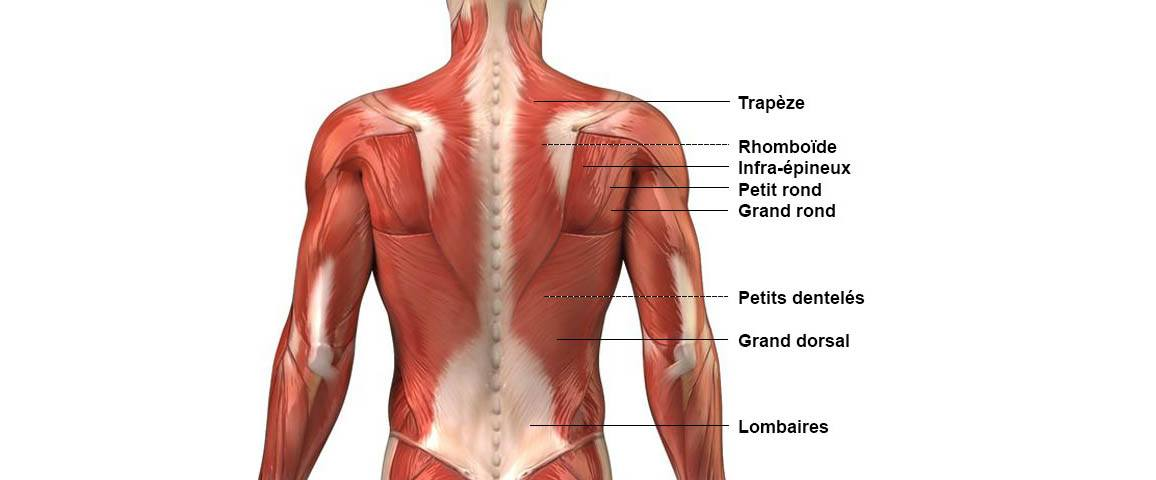 Trapèze
Rhomboïde
Infra-épineux
Petit rond
Grand rond
Petits dentelés
Grand dorsal
Lombaires